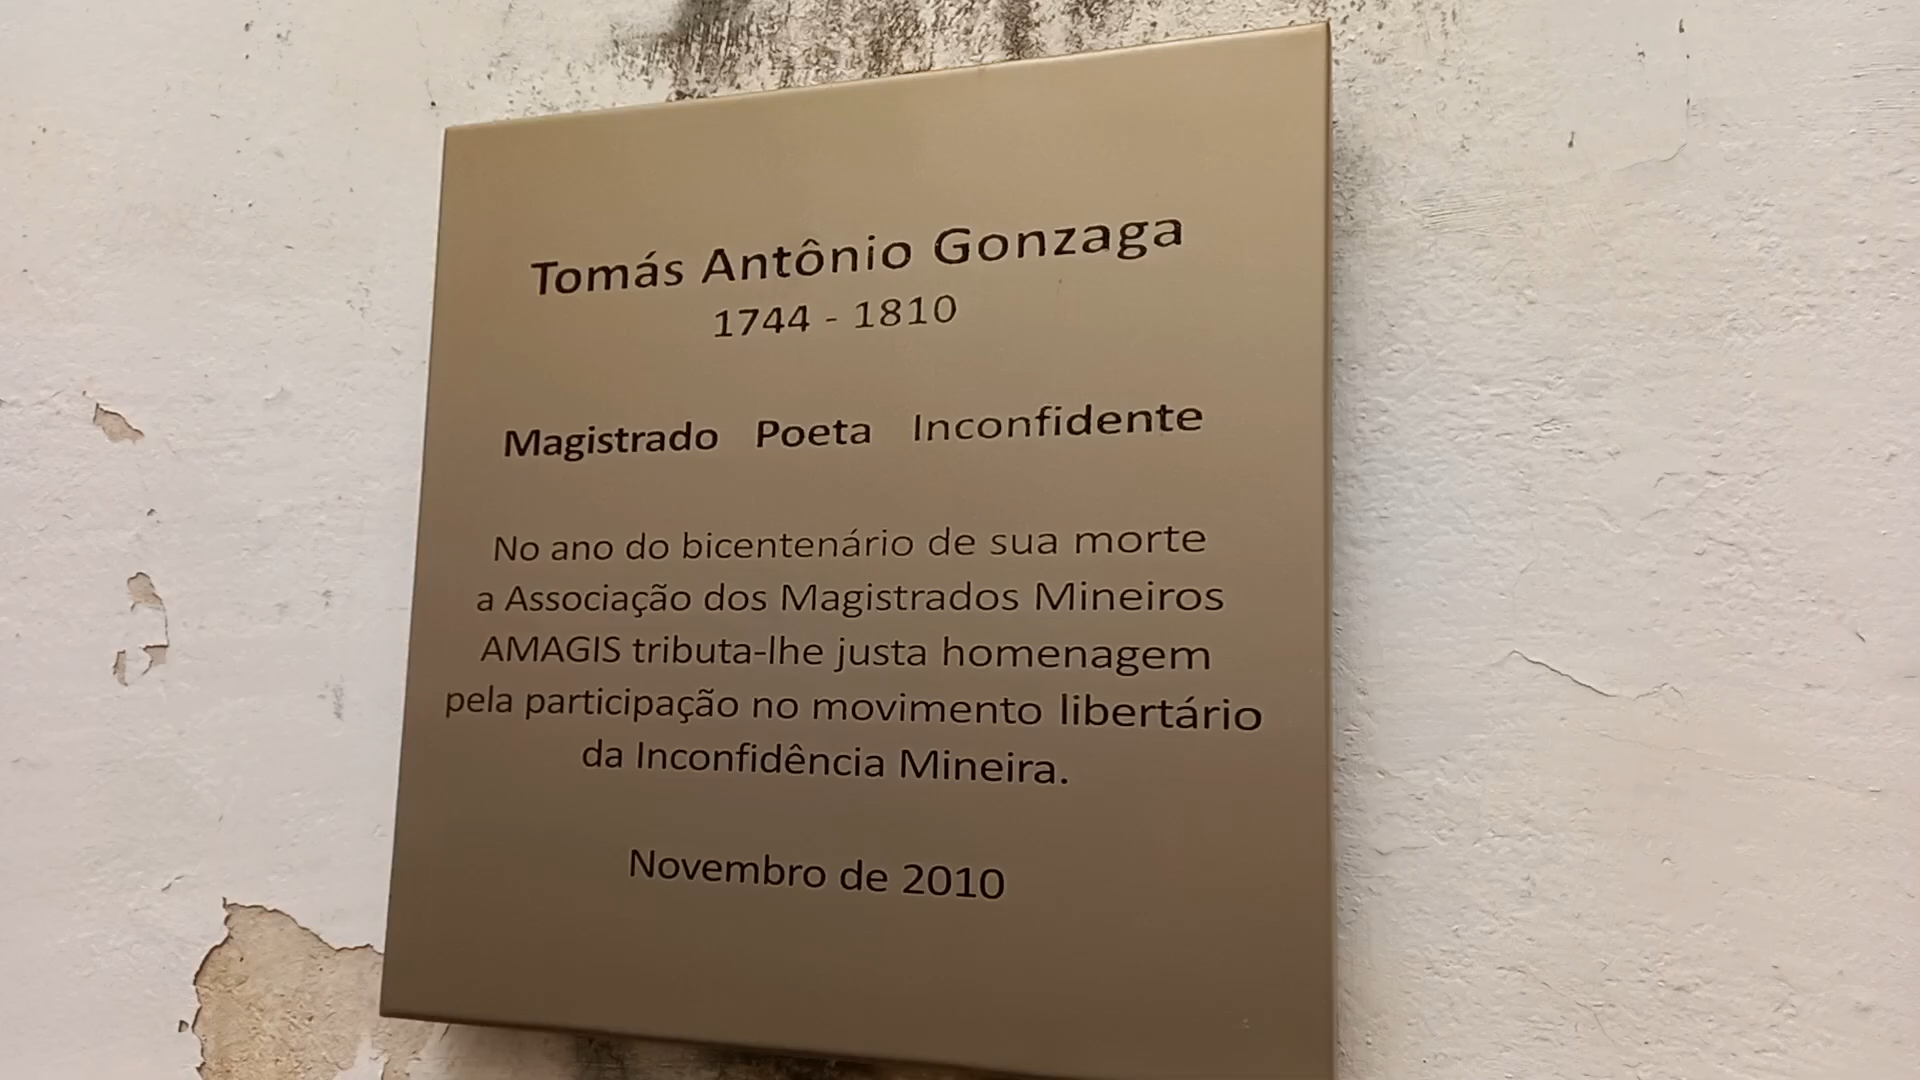 Tomás Antônio Gonzaga
1744 - 1810
Magistrado Poeta Inconfidente
No ano do bicentenário de sua morte
a Associação dos Magistrados Mineiros
AMAGIS tributa-lhe justa homenagem
pela participação no movimento libertário
da Inconfidência Mineira.
Novembro de 2010